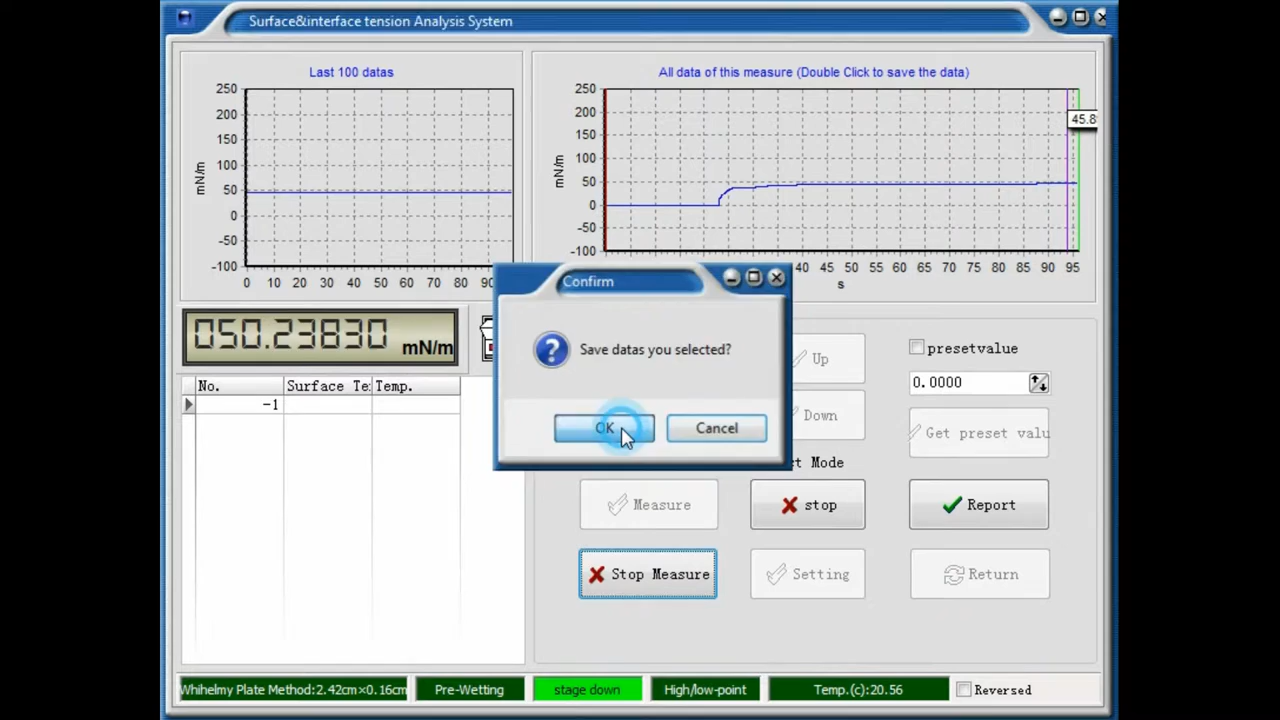 Surface&interface tension Analysis System
Last 100 datas
250
200
150
100
50
0
-50
-100
mN/m
0 10 20 30 40 50 60 70 80 90
All data of this measure (Double Click to save the data)
250
200
150
100
50
0
-50
-100
mN/m
45.8
40 45 50 55 60 65 70 75 80 85 90 95
s
050.23830 mN/m
No. Surface Te Temp.
-1
Confirm
Save datas you selected?
OK Cancel
Up
Down
ct Mode
presetvalue
0.0000
Get preset valu
Measure
stop
Report
Stop Measure
Setting
Return
Whihelmy Plate Method:2.42cm×0.16cm
Pre-Wetting
stage down
High/low-point
Temp.(c):20.56
Reversed